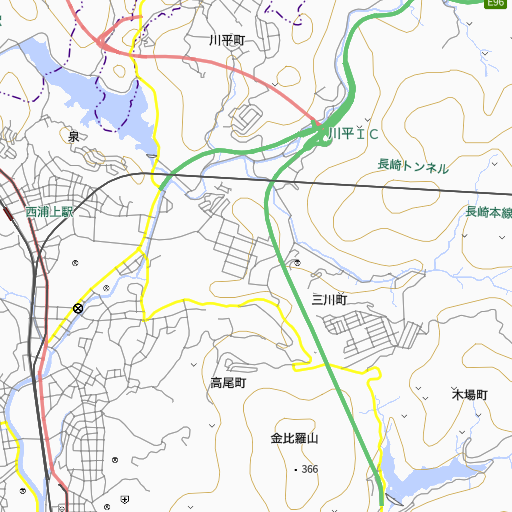 E96
川平町
川平ＩＣ
泉
長崎トンネル
西浦上駅
長崎本線
三川町
高尾町
木場町
金比羅山
366